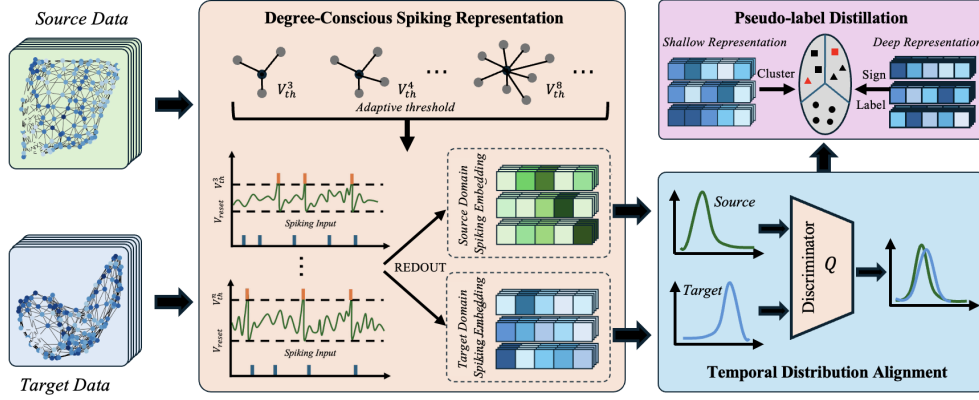 Source Data
Target Data
Degree-Conscious Spiking Representation
V_th^3
V_th^4
...
V_th^8
...
Adaptive threshold
V_th^3
V_reset
Spiking Input
...
V_th^n
V_reset
Spiking Input
REDOUT
Source Domain
Spiking Embedding
Target Domain
Spiking Embedding
Pseudo-label Distillation
Shallow Representation
Deep Representation
Cluster
Sign
Label
Source
Target
Discriminator
Q
Temporal Distribution Alignment